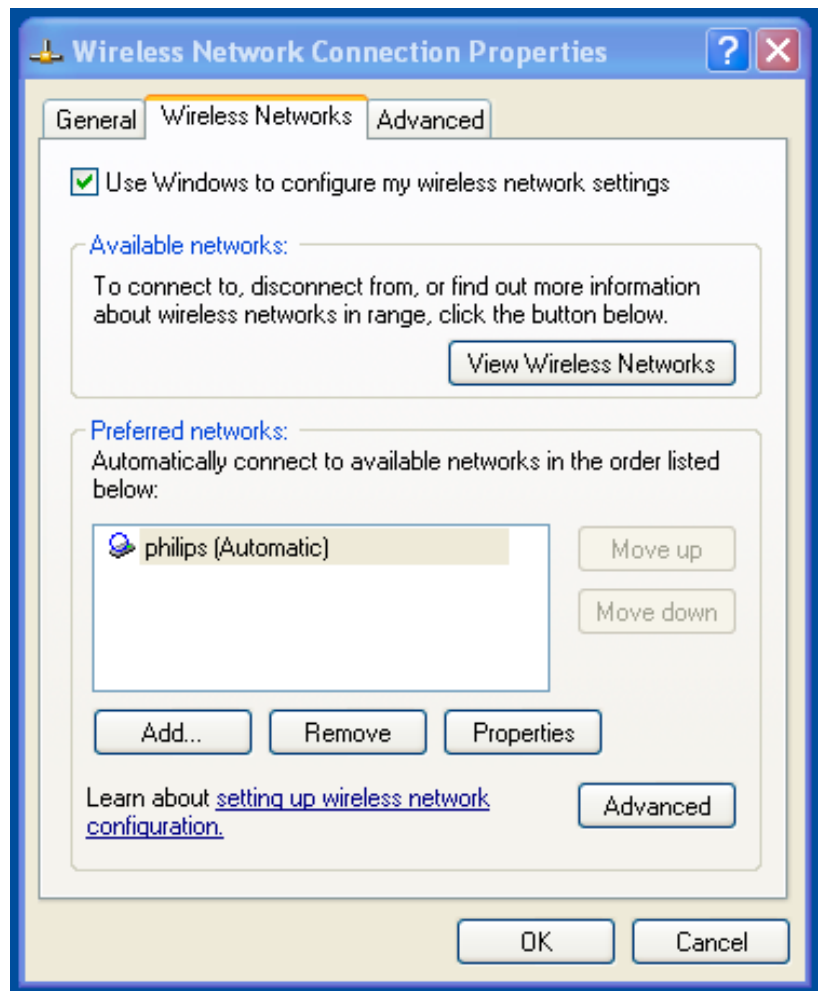 Wireless Network Connection Properties
?
General
Wireless Networks
Advanced
Use Windows to configure my wireless network settings
Available networks:
To connect to, disconnect from, or find out more information
about wireless networks in range, click the button below.
View Wireless Networks
Preferred networks:
Automatically connect to available networks in the order listed
below:
philips (Automatic)
Move up
Move down
Add...
Remove
Properties
Learn about setting up wireless network
configuration.
Advanced
OK
Cancel